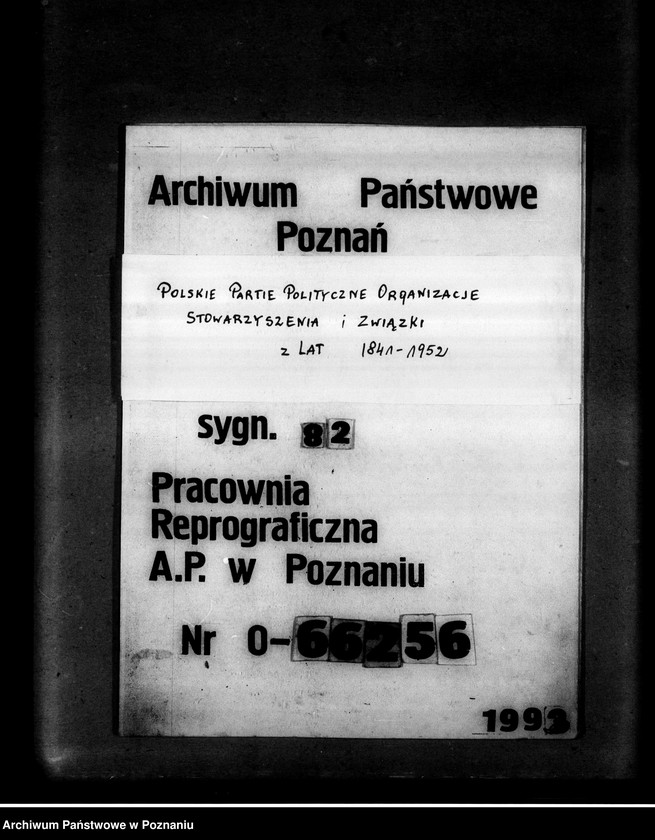 Archiwum Państwowe
Poznań
POLSKIE PARTIE POLITYCZNE ORGANIZACJE
STOWARZYSZENIA i ZWIĄZKI
z LAT 1841-1952
sygn. 82
Pracownia
Reprograficzna
A.P. w Poznaniu
Nr 0-66256
1993
Archiwum Państwowe w Poznaniu